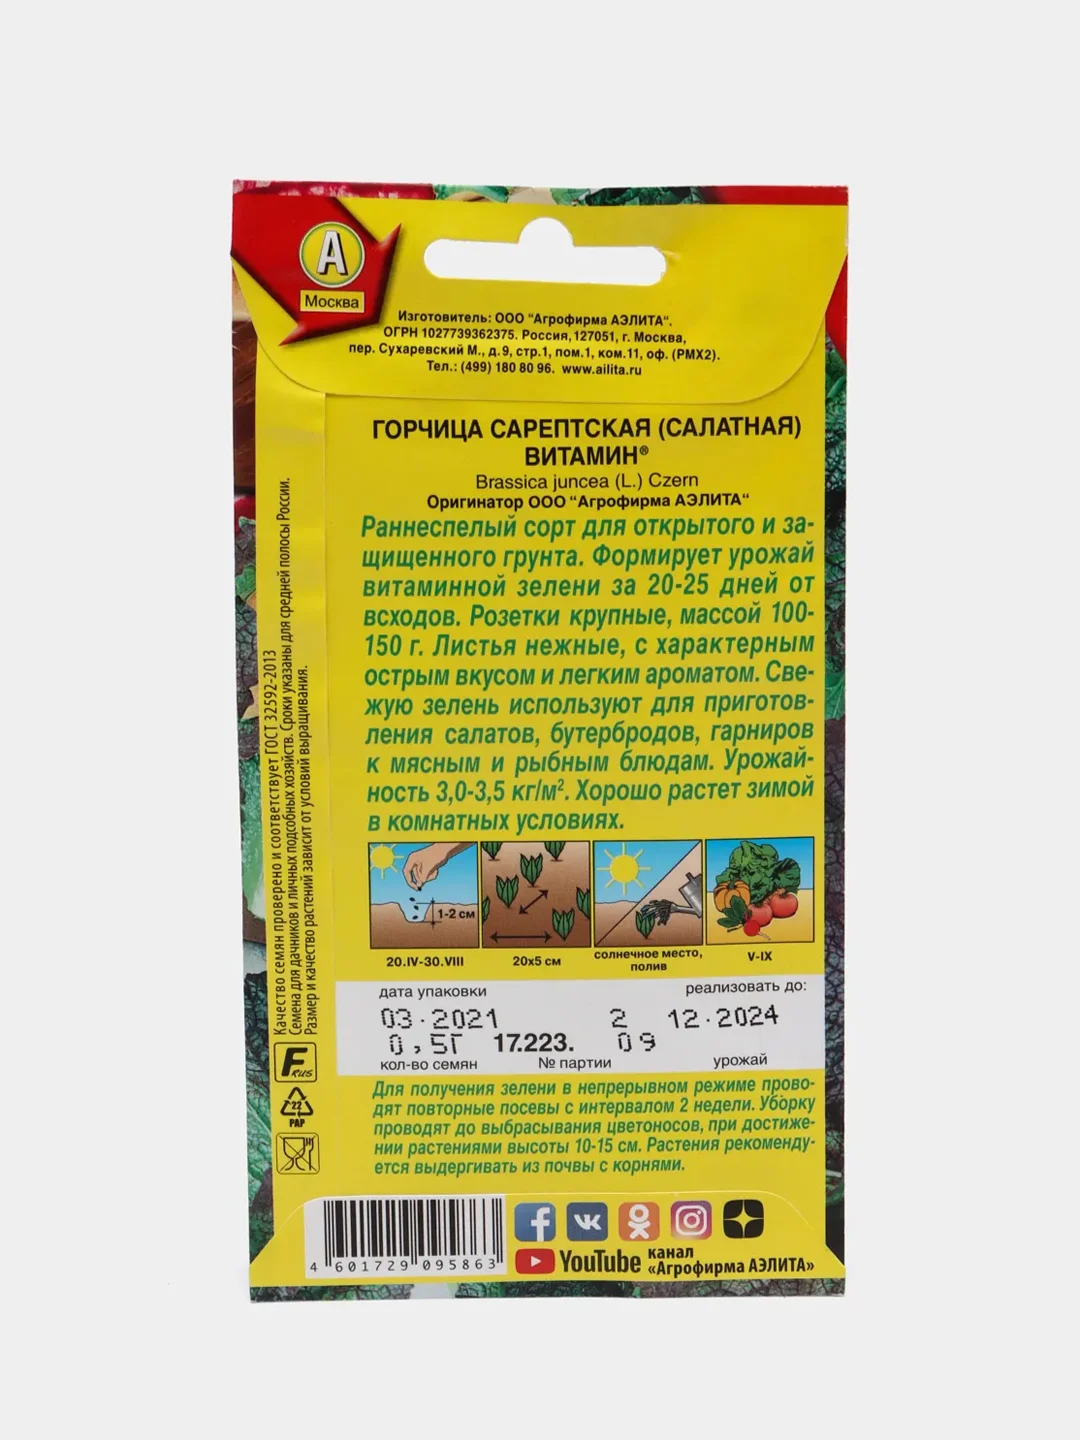 А
Москва
Изготовитель: ООО "Агрофирма АЭЛИТА".
ОГРН 1027739362375. Россия,127051, г. Москва,
пер. Сухаревский М., д.9, стр.1, пом.1, ком.11, оф. (РМХ2).
Тел.: (499) 180 80 96. www.ailita.ru
ГОРЧИЦА САРЕПТСКАЯ (САЛАТНАЯ)
ВИТАМИН®
Brassica juncea (L.) Czern
Оригинатор ООО "Агрофирма АЭЛИТА"
Раннеспелый сорт для открытого и за-
щищенного грунта. Формирует урожай
витаминной зелени за 20-25 дней от
всходов. Розетки крупные, массой 100-
150 г. Листья нежные, с характерным
острым вкусом и легким ароматом. Све-
жую зелень используют для приготов-
ления салатов, бутербродов, гарниров
к мясным и рыбным блюдам. Урожай-
ность 3,0-3,5 кг/м². Хорошо растет зимой
в комнатных условиях.
1-2 см
20.IV-30.VIII
20х5 см
солнечное место,
полив
V-IX
дата упаковки
реализовать до:
03.2021 2 12.2024
0,5Г 17.223. 09
кол-во семян
№ партии
урожай
Для получения зелени в непрерывном режиме прово-
дят повторные посевы с интервалом 2 недели. Уборку
проводят до выбрасывания цветоносов, при достиже-
нии растениями высоты 10-15 см. Растения рекоменду-
ется выдергивать из почвы с корнями.
Качество семян проверено и соответствует ГОСТ 32592-2013
Семена для дачников и личных подсобных хозяйств. Сроки указаны для средней полосы России.
Размер и качество растений зависит от условий выращивания.
F RUS
22
PAP
4 601729 095863
YouTube канал
«Агрофирма АЭЛИТА»